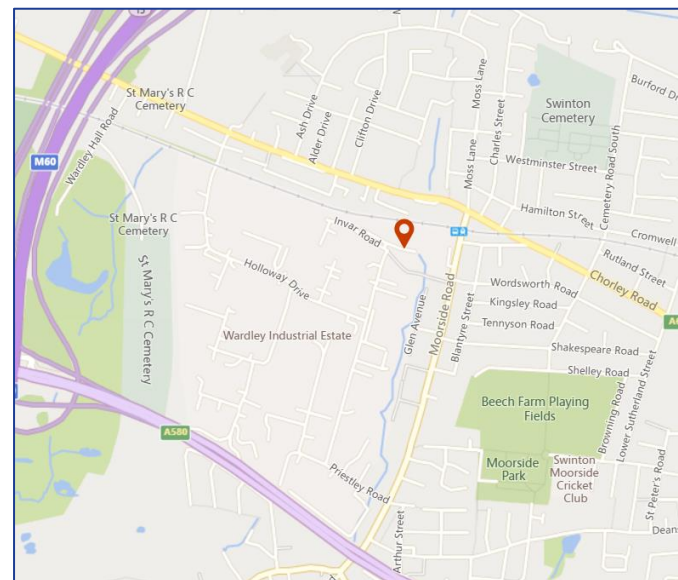 Burford Dr
St Mary's R C
Cemetery
Moss Lane
Charles Street
Swinton
Cemetery
Ash Drive
Alder Drive
Clifton Drive
Wardley Hall Road
M60
Westminster Street
Moss Lane
Cemetery Road South
St Mary's R C
Cemetery
Invar Road
Hamilton Street
Cromwell
Rutland Street
Holloway Drive
St Mary's R C Cemetery
Chorley Road
Wordsworth Road
Kingsley Road
Tennyson Road
Glen Avenue
Moorside Road
Blantyre Street
Wardley Industrial Estate
Shakespeare Road
Shelley Road
Beech Farm Playing
Fields
Browning Road
Lower Sutherland Street
A580
Moorside
Park
Swinton
Moorside
Cricket
Club
Priestley Road
St Peter's Road
Arthur Street
Deans